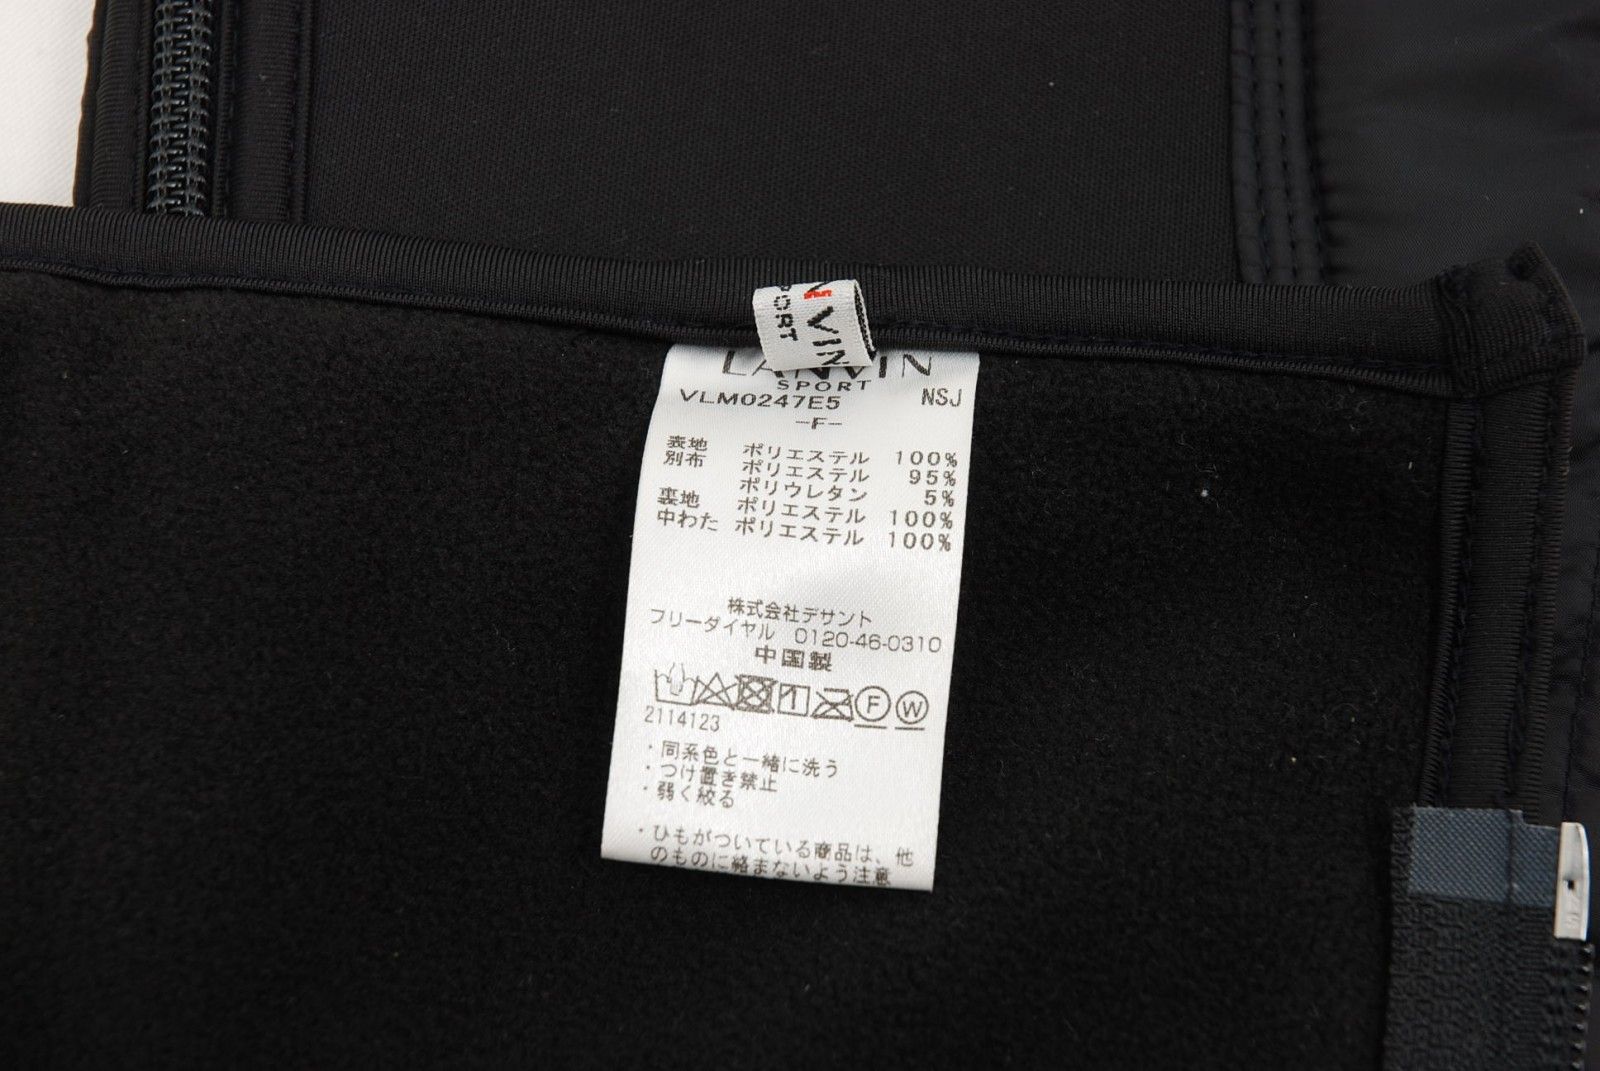 NVIN
PORT
LANVIN
SPORT
VLM0247E5 NSJ
-F-
表地 ポリエステル 100%
別布 ポリエステル 95%
ポリウレタン 5%
裏地 ポリエステル 100%
中わた ポリエステル 100%
株式会社デサント
フリーダイヤル 0120-46-0310
中国製
F W
2114123
・同系色と一緒に洗う
・つけ置き禁止
・弱く絞る
・ひもがついている商品は、他
のものに絡まないよう注意